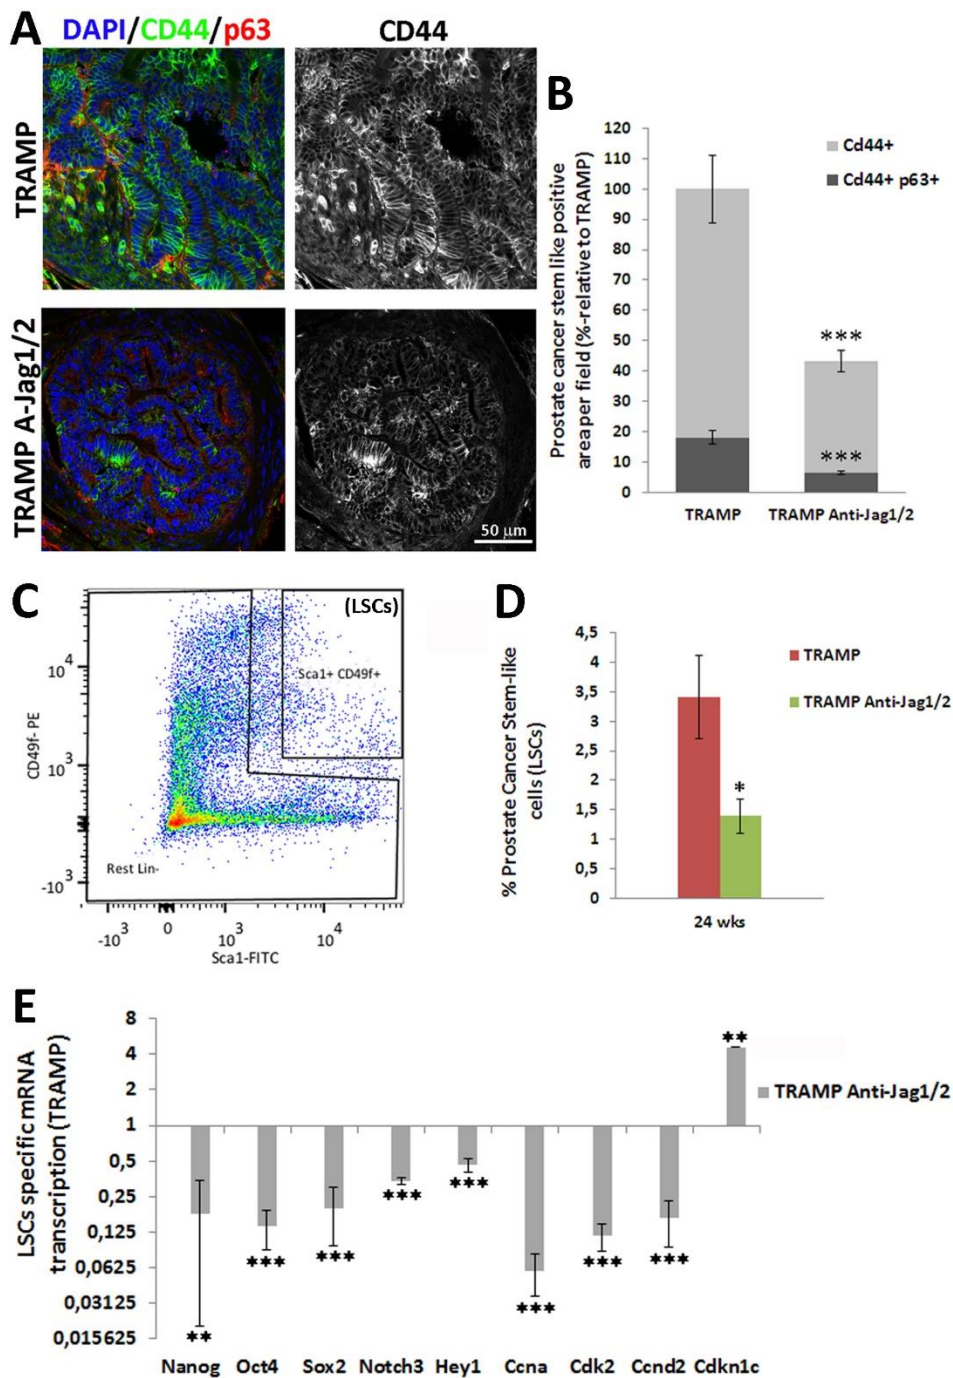 A
DAPI/CD44/p63
CD44
TRAMP
TRAMP A-Jag1/2
50 µm
B
Prostate cancer stem like positive
areaper field (%-relative to TRAMP)
120
110
100
90
80
70
60
50
40
30
20
10
0
Cd44+
Cd44+ p63+
***
***
TRAMP
TRAMP Anti-Jag1/2
C
(LSCs)
Sca1+ CD49f+
Rest Lin-
CD49f- PE
10^4
10^3
-10^3
-10^3
0
10^3
10^4
Sca1-FITC
D
% Prostate Cancer Stem-like
cells (LSCs)
4,5
4
3,5
3
2,5
2
1,5
1
0,5
0
TRAMP
TRAMP Anti-Jag1/2
*
24 wks
E
LSCs specific mRNA
transcription (TRAMP)
8
4
2
1
0,5
0,25
0,125
0,0625
0,03125
0,015625
TRAMP Anti-Jag1/2
**
***
***
***
***
***
***
***
**
Nanog Oct4 Sox2 Notch3 Hey1 Ccna Cdk2 Ccnd2 Cdkn1c